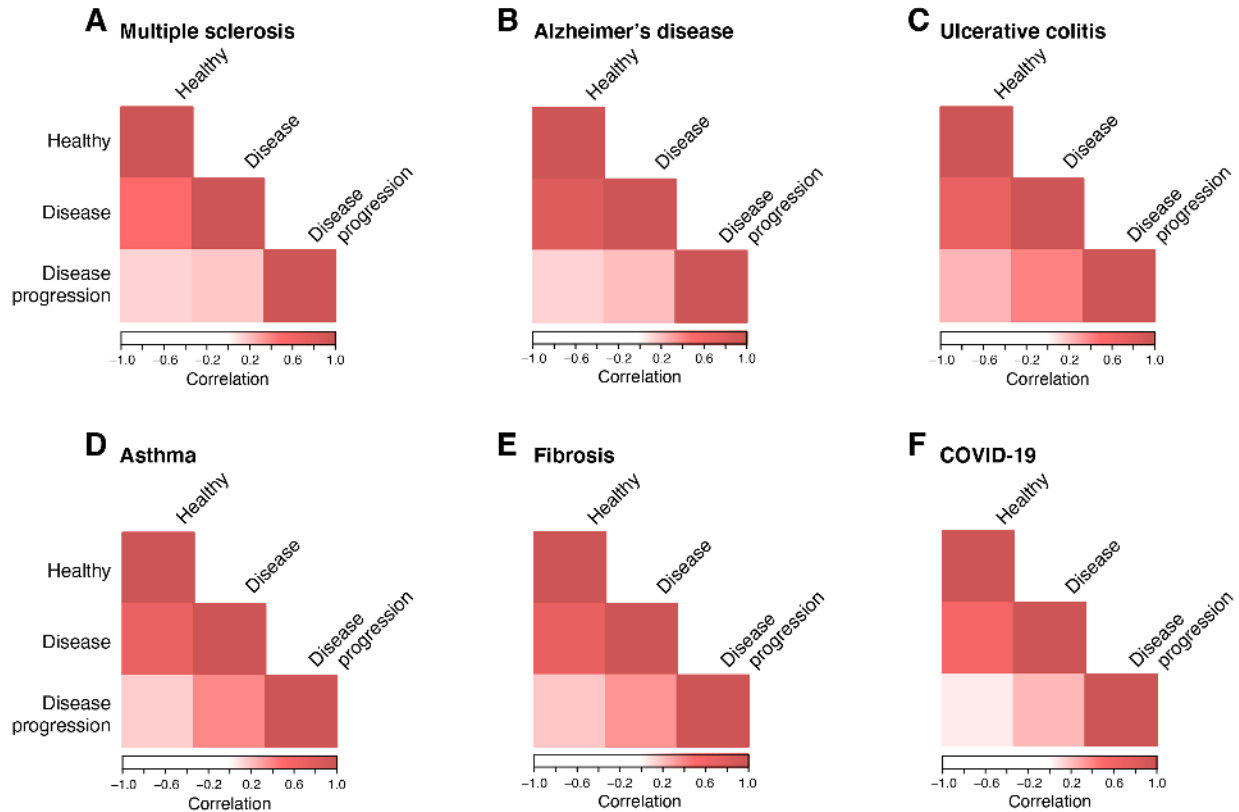 A Multiple sclerosis
Healthy
Disease
Disease
progression
Healthy
Disease
Disease
progression
−1.0 −0.6 −0.2 0.2 0.6 1.0
Correlation
B Alzheimer's disease
Healthy
Disease
Disease
progression
−1.0 −0.6 −0.2 0.2 0.6 1.0
Correlation
C Ulcerative colitis
Healthy
Disease
Disease
progression
−1.0 −0.6 −0.2 0.2 0.6 1.0
Correlation
D Asthma
Healthy
Disease
Disease
progression
Healthy
Disease
Disease
progression
−1.0 −0.6 −0.2 0.2 0.6 1.0
Correlation
E Fibrosis
Healthy
Disease
Disease
progression
−1.0 −0.6 −0.2 0.2 0.6 1.0
Correlation
F COVID-19
Healthy
Disease
Disease
progression
−1.0 −0.6 −0.2 0.2 0.6 1.0
Correlation